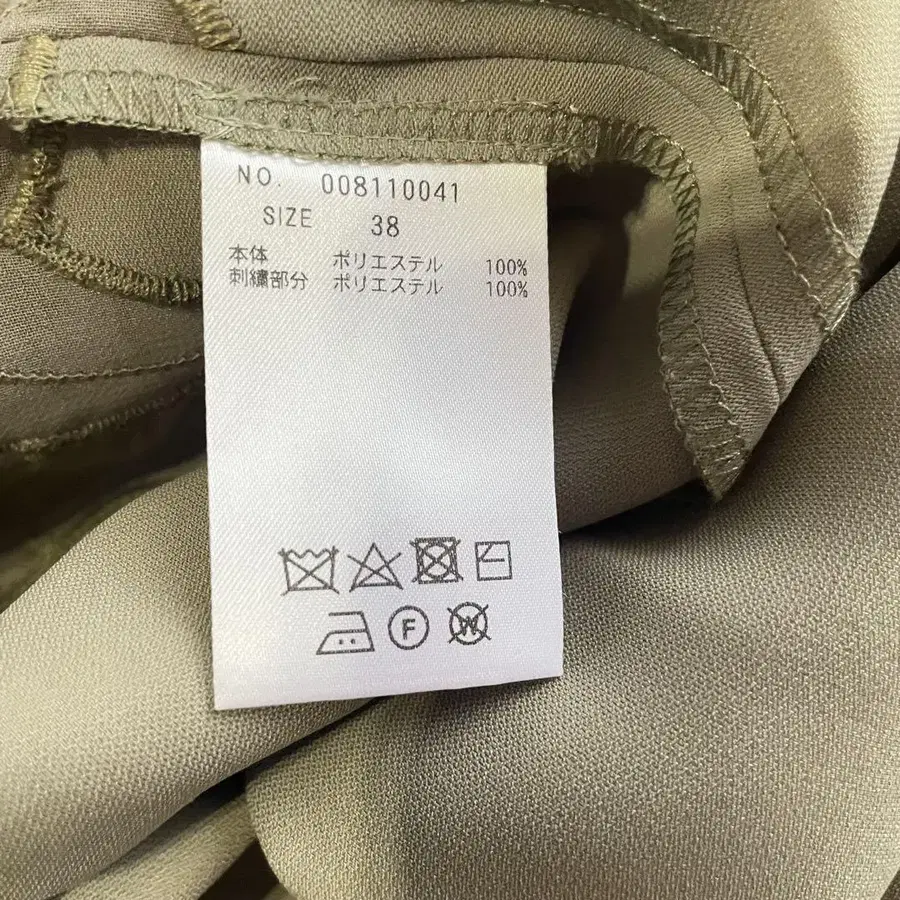 NO. 008110041
SIZE 38
本体 ポリエステル 100%
刺繍部分 ポリエステル 100%
F
W